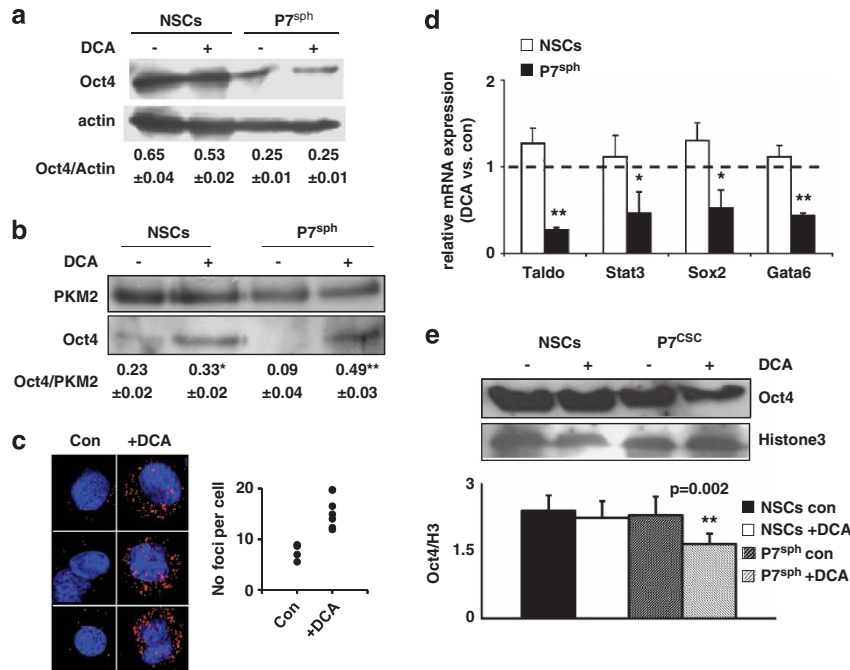 a
NSCs P7sph
DCA - + - +
Oct4
actin
Oct4/Actin 0.65 0.53 0.25 0.25
±0.04 ±0.02 ±0.01 ±0.01
b
NSCs P7sph
DCA - + - +
PKM2
Oct4
Oct4/PKM2 0.23 0.33* 0.09 0.49**
±0.02 ±0.02 ±0.04 ±0.03
c
Con +DCA
No foci per cell
20
10
0
Con +DCA
d
NSCs
P7sph
relative mRNA expression
(DCA vs. con)
2
1
0
** * * **
Taldo Stat3 Sox2 Gata6
e
NSCs P7CSC
- + - + DCA
Oct4
Histone3
Oct4/H3
3
1.5
0
p=0.002
**
NSCs con
NSCs +DCA
P7sph con
P7sph +DCA